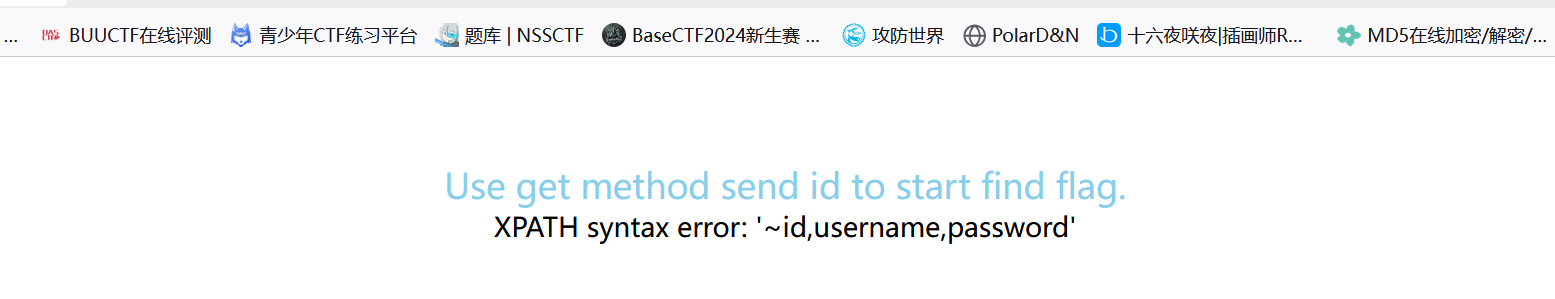 ... BUUCTF在线评测 青少年CTF练习平台 题库 | NSSCTF BaseCTF2024新生赛 ... 攻防世界 PolarD&N 十六夜咲夜|插画师R... MD5在线加密/解密/...
Use get method send id to start find flag.
XPATH syntax error: '~id,username,password'